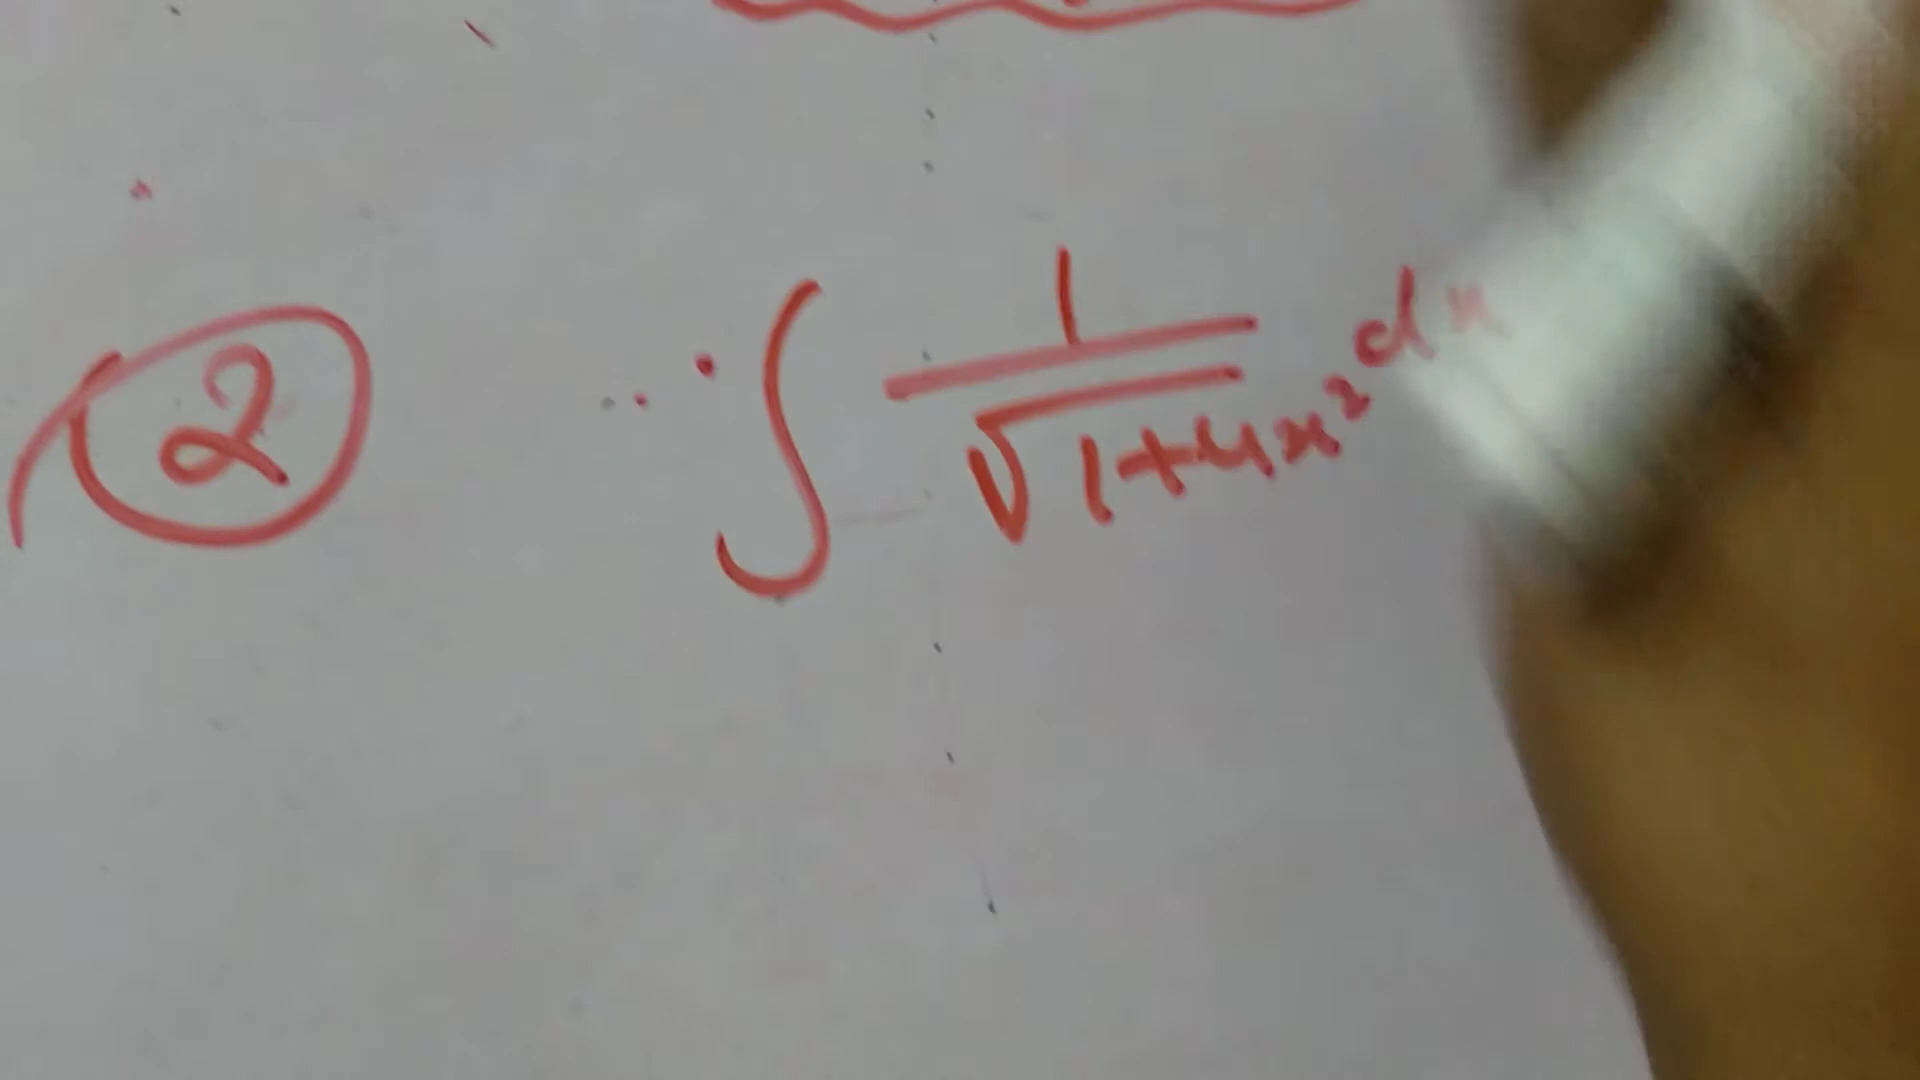 2 ∫ 1/√1+4x² dx